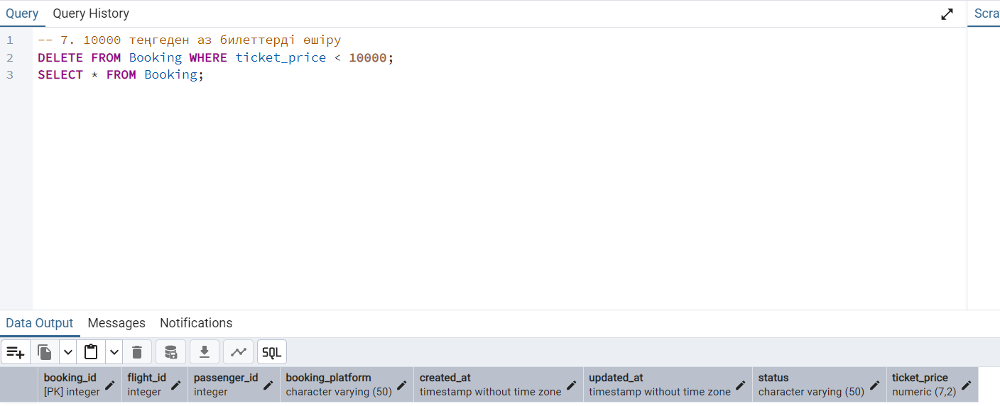 Query Query History Scra
1 -- 7. 10000 теңгеден аз билеттерді өшіру
2 DELETE FROM Booking WHERE ticket_price < 10000;
3 SELECT * FROM Booking;
Data Output Messages Notifications
SQL
booking_id flight_id passenger_id booking_platform created_at updated_at status ticket_price
[PK] integer integer integer character varying (50) timestamp without time zone timestamp without time zone character varying (50) numeric (7,2)